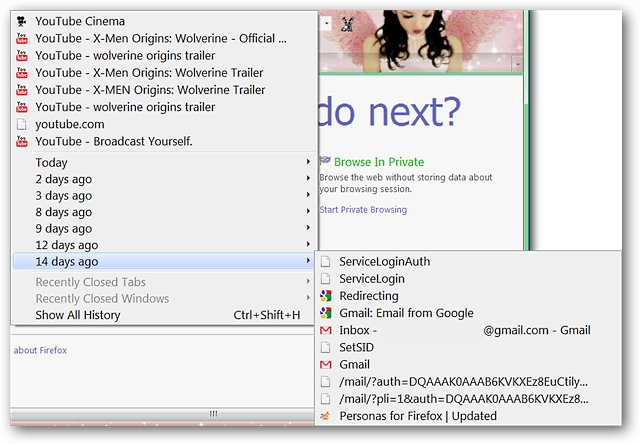 YouTube Cinema
YouTube - X-Men Origins: Wolverine - Official ...
YouTube - wolverine origins trailer
YouTube - X-Men Origins: Wolverine Trailer
YouTube - X-MEN Origins: Wolverine Trailer
YouTube - wolverine origins trailer
youtube.com
YouTube - Broadcast Yourself.
Today
2 days ago
3 days ago
8 days ago
9 days ago
12 days ago
14 days ago
Recently Closed Tabs
Recently Closed Windows
Show All History Ctrl+Shift+H
about Firefox
do next?
Browse In Private
Browse the web without storing data about
your browsing session.
Start Private Browsing
ServiceLoginAuth
ServiceLogin
Redirecting
Gmail: Email from Google
Inbox - @gmail.com - Gmail
SetSID
Gmail
/mail/?auth=DQAAAK0AAAB6KVKXEz8EuCtily...
/mail/?pli=1&auth=DQAAAK0AAAB6KVKXEz8...
Personas for Firefox | Updated